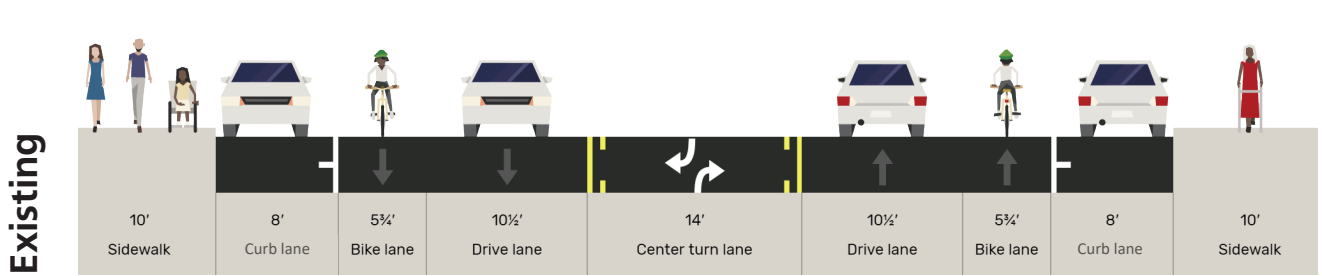 Existing
10’
Sidewalk
8’
Curb lane
5¾’
Bike lane
10½’
Drive lane
14’
Center turn lane
10½’
Drive lane
5¾’
Bike lane
8’
Curb lane
10’
Sidewalk